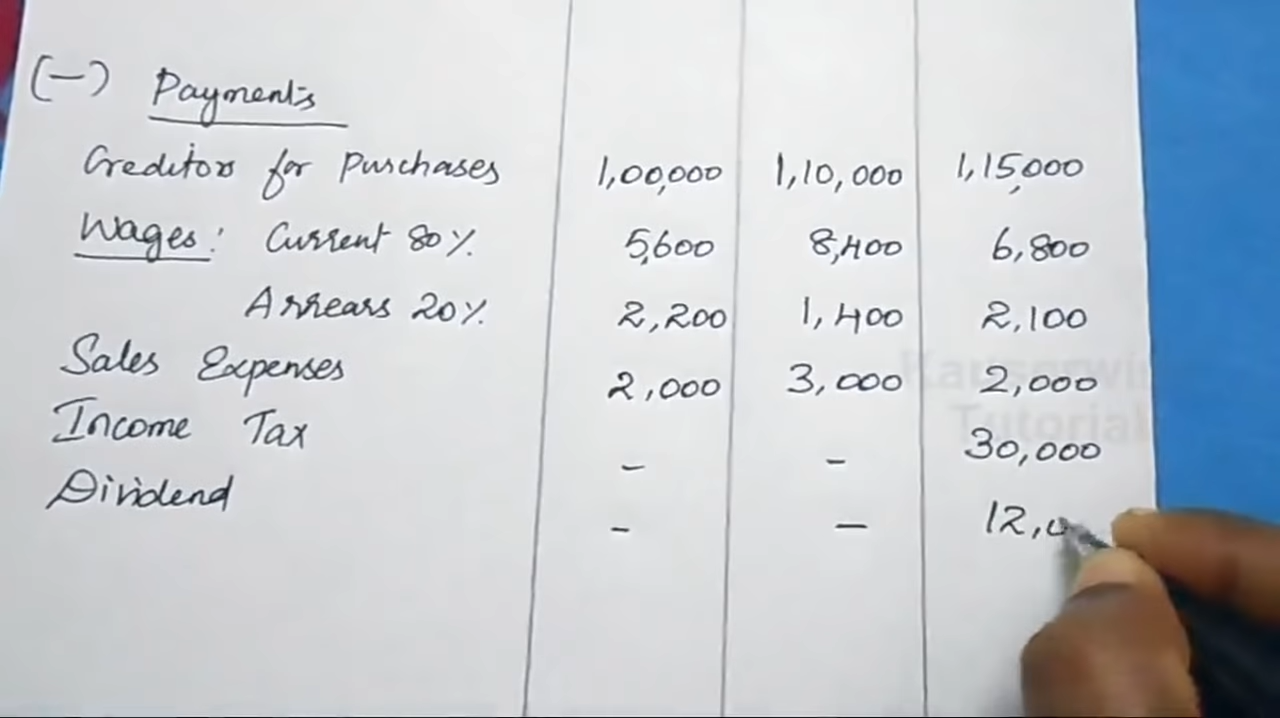 (-) Payments
Creditors for Purchases 1,00,000 1,10,000 1,15,000
Wages: Current 80% 5,600 8,400 6,800
Arrears 20% 2,200 1,400 2,100
Sales Expenses 2,000 3,000 2,000
Income Tax - - 30,000
Dividend - - 12,0
Tutorial